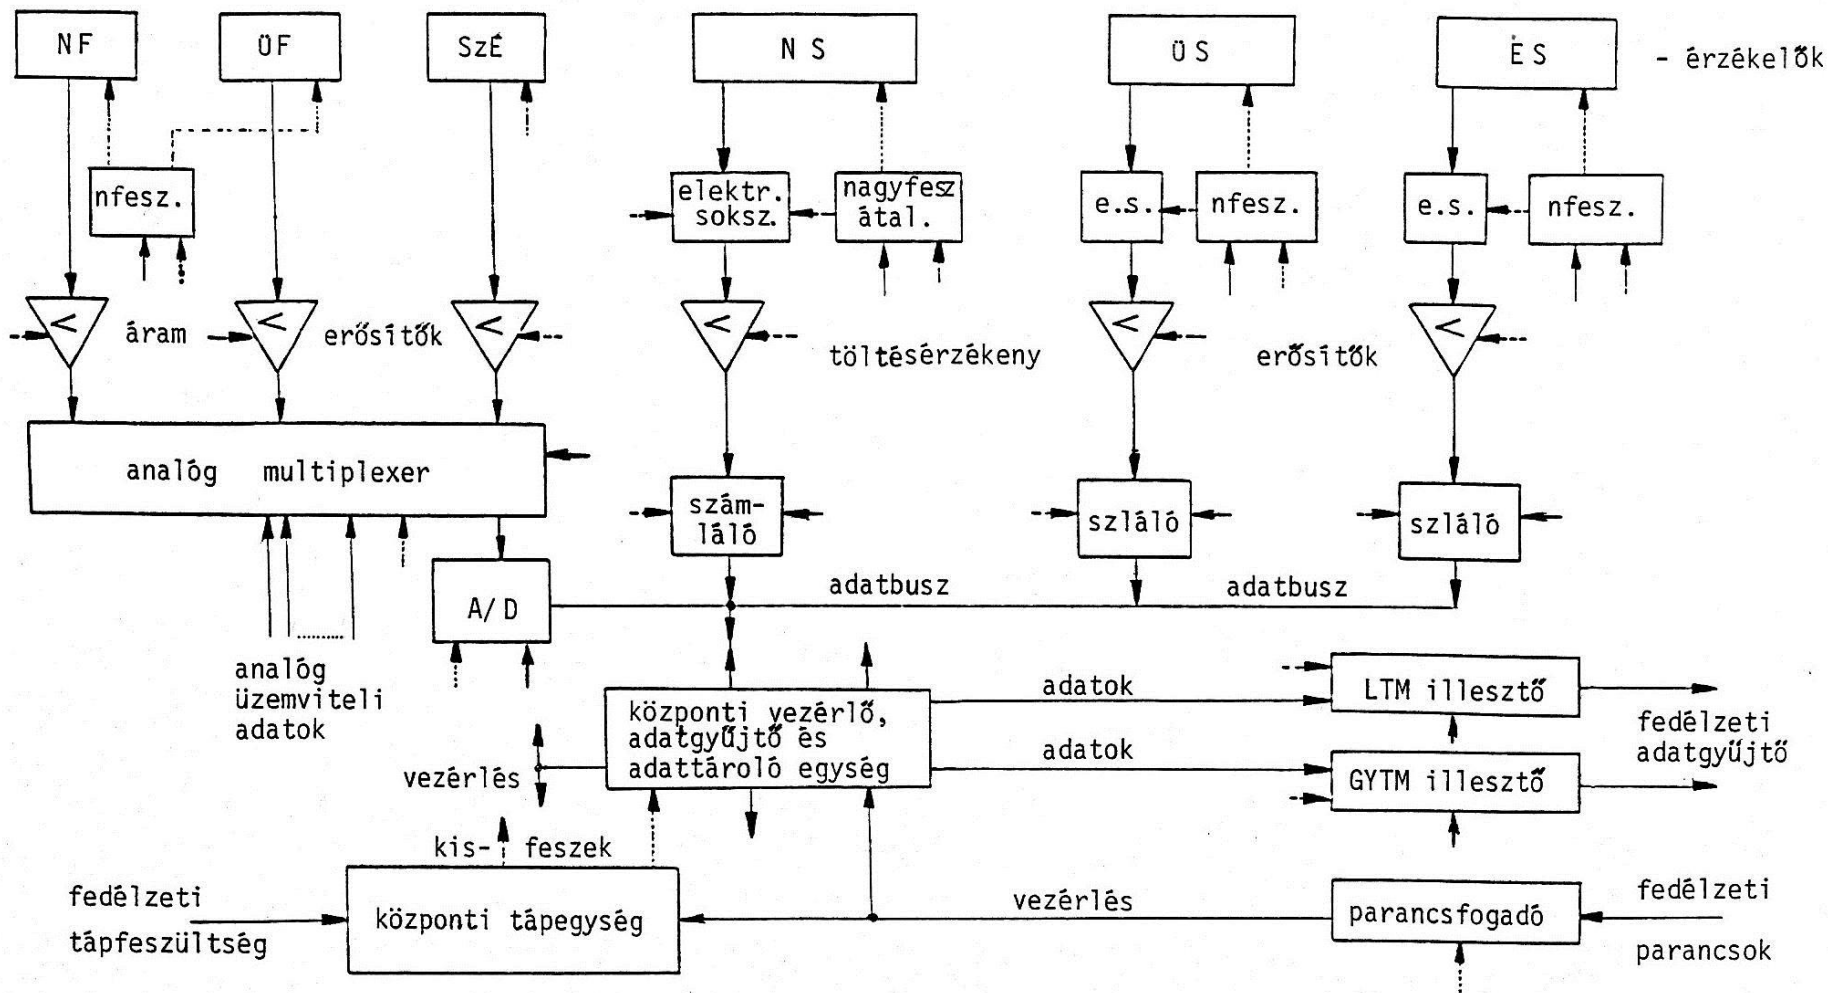 NF
ÜF
SzÉ
N S
ÜS
ÉS
- érzékelők
nfesz.
elektr.
soksz.
nagyfesz
átal.
e.s.
nfesz.
e.s.
nfesz.
<
áram
<
erősítők
<
<
töltésérzékeny
<
erősítők
<
analóg multiplexer
szám-
láló
szláló
szláló
A/D
adatbusz
adatbusz
analóg
üzemviteli
adatok
központi vezérlő,
adatgyűjtő és
adattároló egység
vezérlés
adatok
adatok
LTM illesztő
GYTM illesztő
fedélzeti
adatgyűjtő
kis- feszek
fedélzeti
tápfeszültség
központi tápegység
vezérlés
parancsfogadó
fedélzeti
parancsok